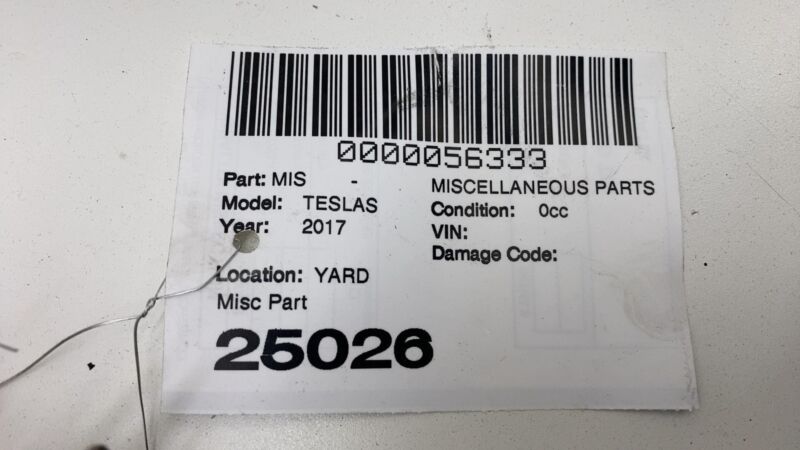 0000056333
Part: MIS - MISCELLANEOUS PARTS
Model: TESLAS Condition: 0cc
Year: 2017 VIN:
Damage Code:
Location: YARD
Misc Part
25026